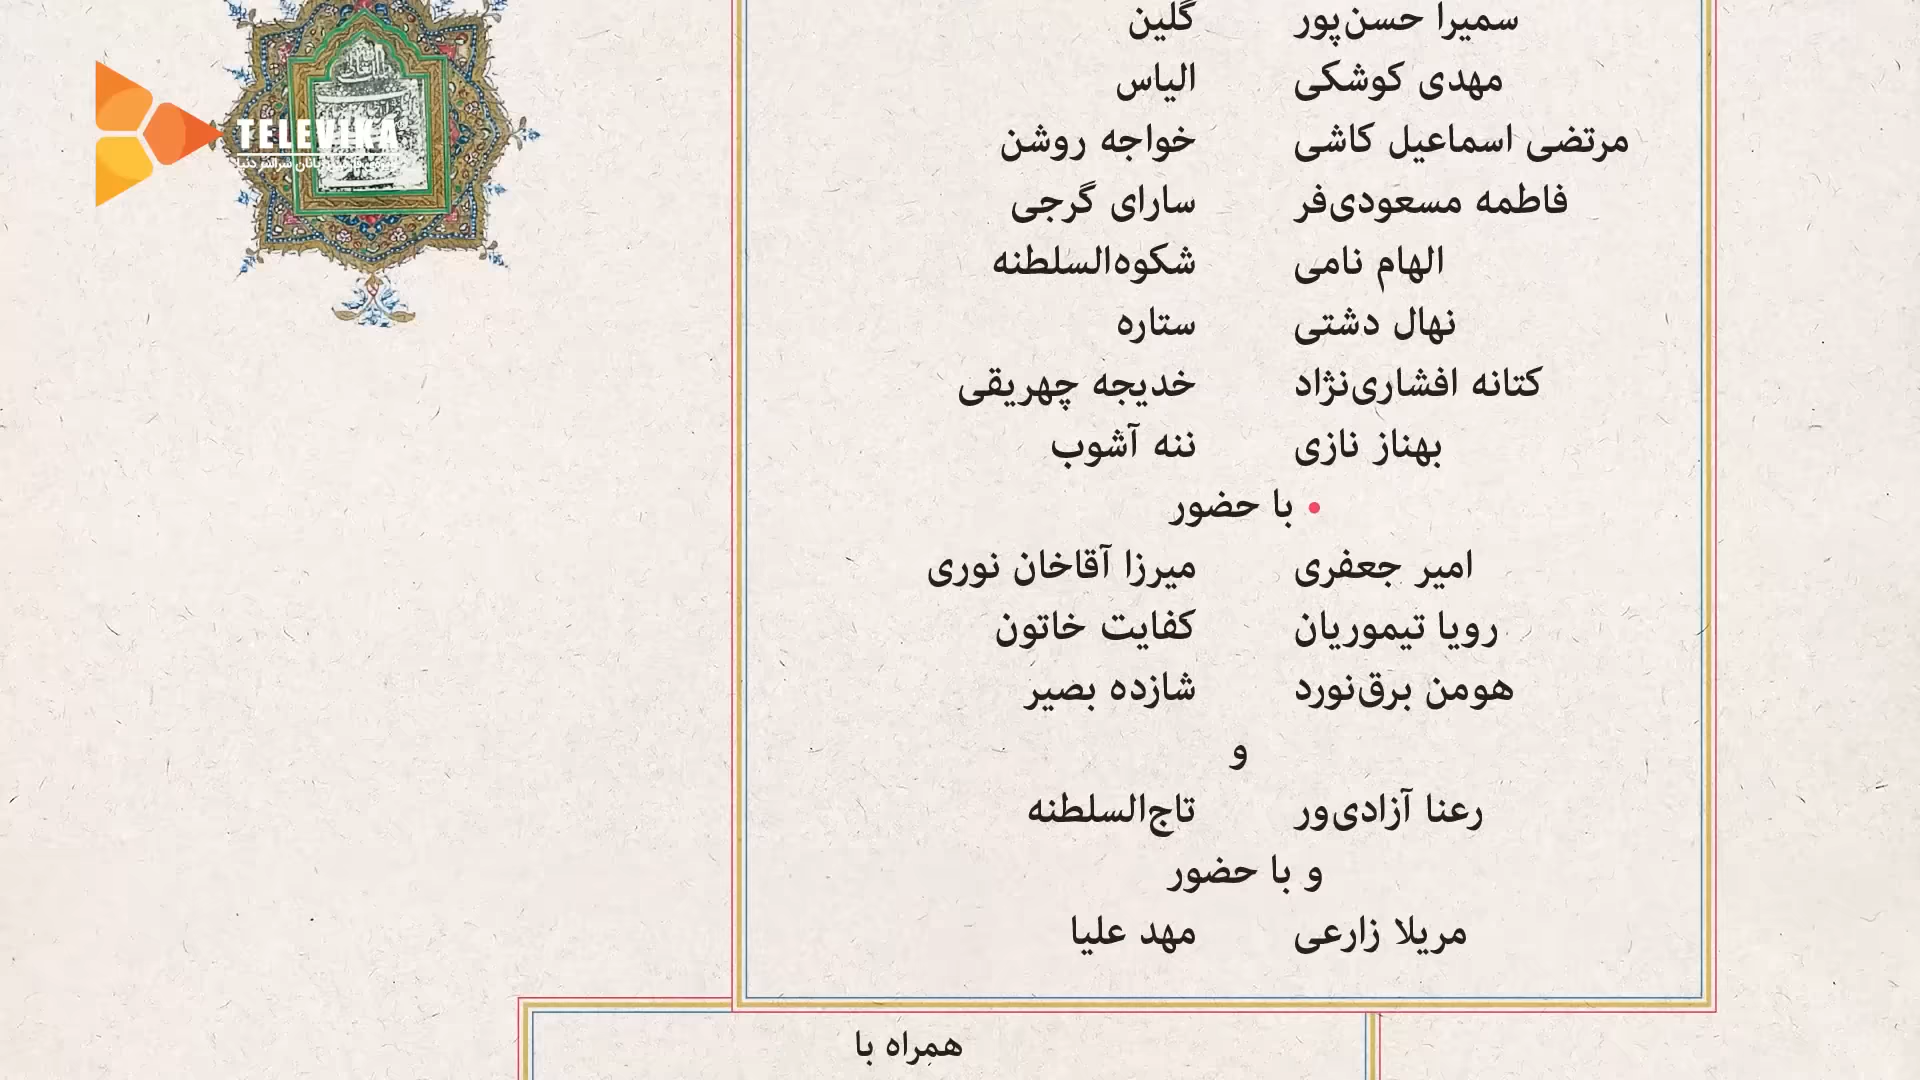 سمیرا حسن‌پور گلین
مهدی کوشکی الیاس
مرتضی اسماعیل کاشی خواجه روشن
فاطمه مسعودی‌فر سارای گرجی
الهام نامی شکوه‌السلطنه
نهال دشتی ستاره
کتانه افشاری‌نژاد خدیجه چهریقی
بهناز نازی ننه آشوب
• با حضور
امیر جعفری میرزا آقاخان نوری
رویا تیموریان کفایت خاتون
هومن برق‌نورد شازده بصیر
و
رعنا آزادی‌ور تاج‌السلطنه
و با حضور
مریلا زارعی مهد علیا
همراه با
TELEVIKA
سراسر دنیا